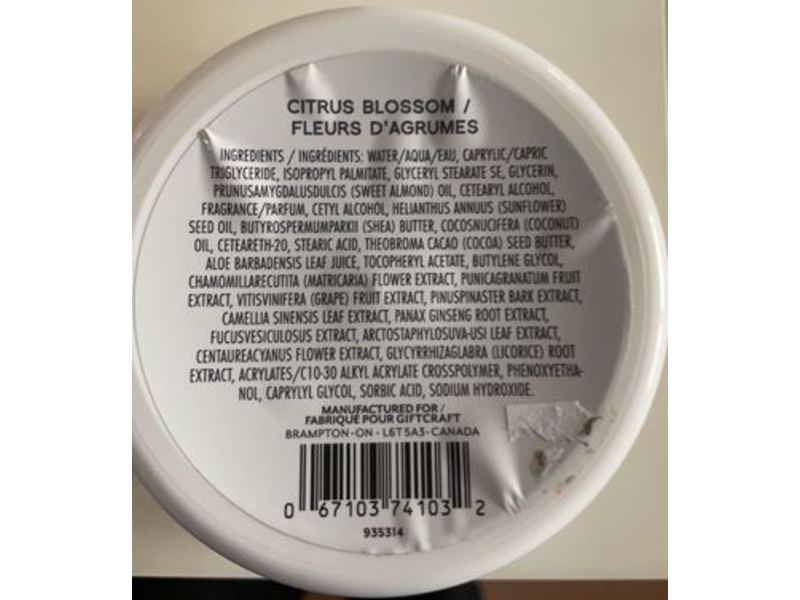 CITRUS BLOSSOM /
FLEURS D'AGRUMES
INGREDIENTS / INGRÉDIENTS: WATER/AQUA/EAU, CAPRYLIC/CAPRIC
TRIGLYCERIDE, ISOPROPYL PALMITATE, GLYCERYL STEARATE SE, GLYCERIN,
PRUNUSAMYGDALUSDULCIS (SWEET ALMOND) OIL, CETEARYL ALCOHOL,
FRAGRANCE/PARFUM, CETYL ALCOHOL, HELIANTHUS ANNUUS (SUNFLOWER)
SEED OIL, BUTYROSPERMUMPARKII (SHEA) BUTTER, COCOSNUCIFERA (COCONUT)
OIL, CETEARETH-20, STEARIC ACID, THEOBROMA CACAO (COCOA) SEED BUTTER,
ALOE BARBADENSIS LEAF JUICE, TOCOPHERYL ACETATE, BUTYLENE GLYCOL,
CHAMOMILLARECUTITA (MATRICARIA) FLOWER EXTRACT, PUNICAGRANATUM FRUIT
EXTRACT, VITISVINIFERA (GRAPE) FRUIT EXTRACT, PINUSPINASTER BARK EXTRACT,
CAMELLIA SINENSIS LEAF EXTRACT, PANAX GINSENG ROOT EXTRACT,
FUCUSVESICULOSUS EXTRACT, ARCTOSTAPHYLOSUVA-USI LEAF EXTRACT,
CENTAUREACYANUS FLOWER EXTRACT, GLYCYRRHIZAGLABRA (LICORICE) ROOT
EXTRACT, ACRYLATES/C10-30 ALKYL ACRYLATE CROSSPOLYMER, PHENOXYETHA-
NOL, CAPRYLYL GLYCOL, SORBIC ACID, SODIUM HYDROXIDE.
MANUFACTURED FOR /
FABRIQUÉ POUR GIFTCRAFT
BRAMPTON - ON - L6T 5A3 - CANADA
0 67103 74103 2
935314